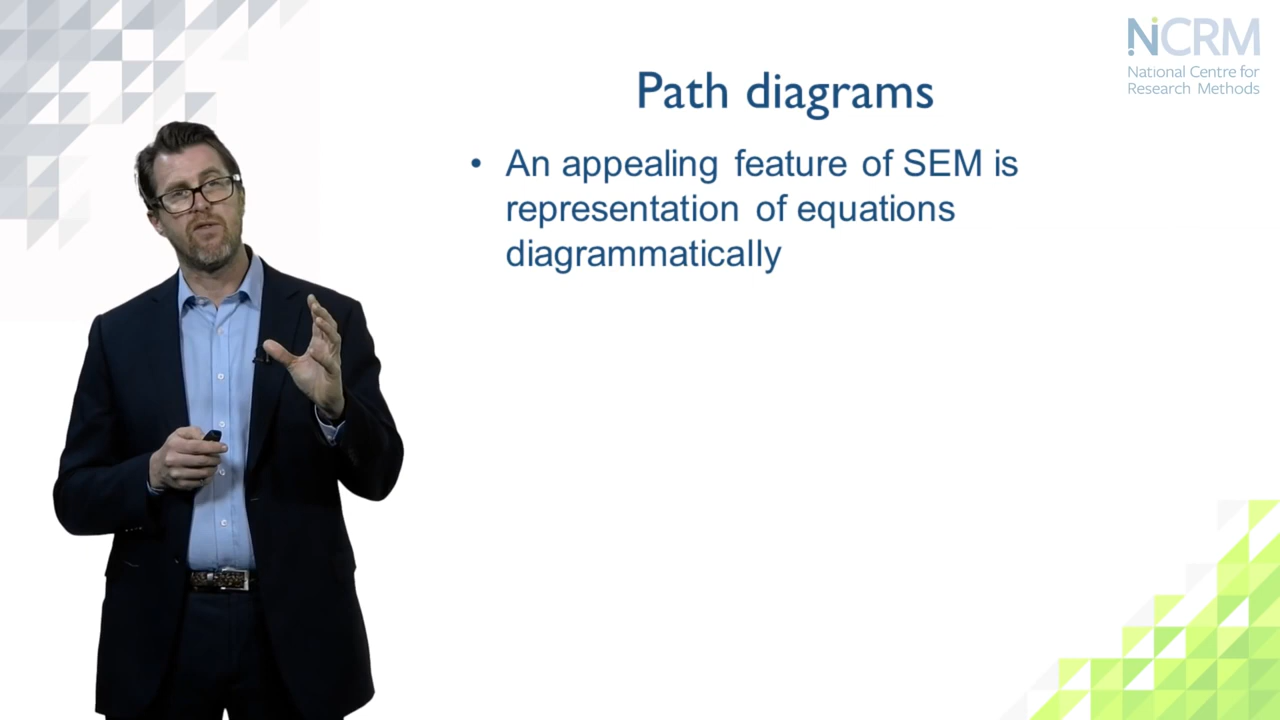 NCRM
National Centre for
Research Methods
Path diagrams
• An appealing feature of SEM is
representation of equations
diagrammatically